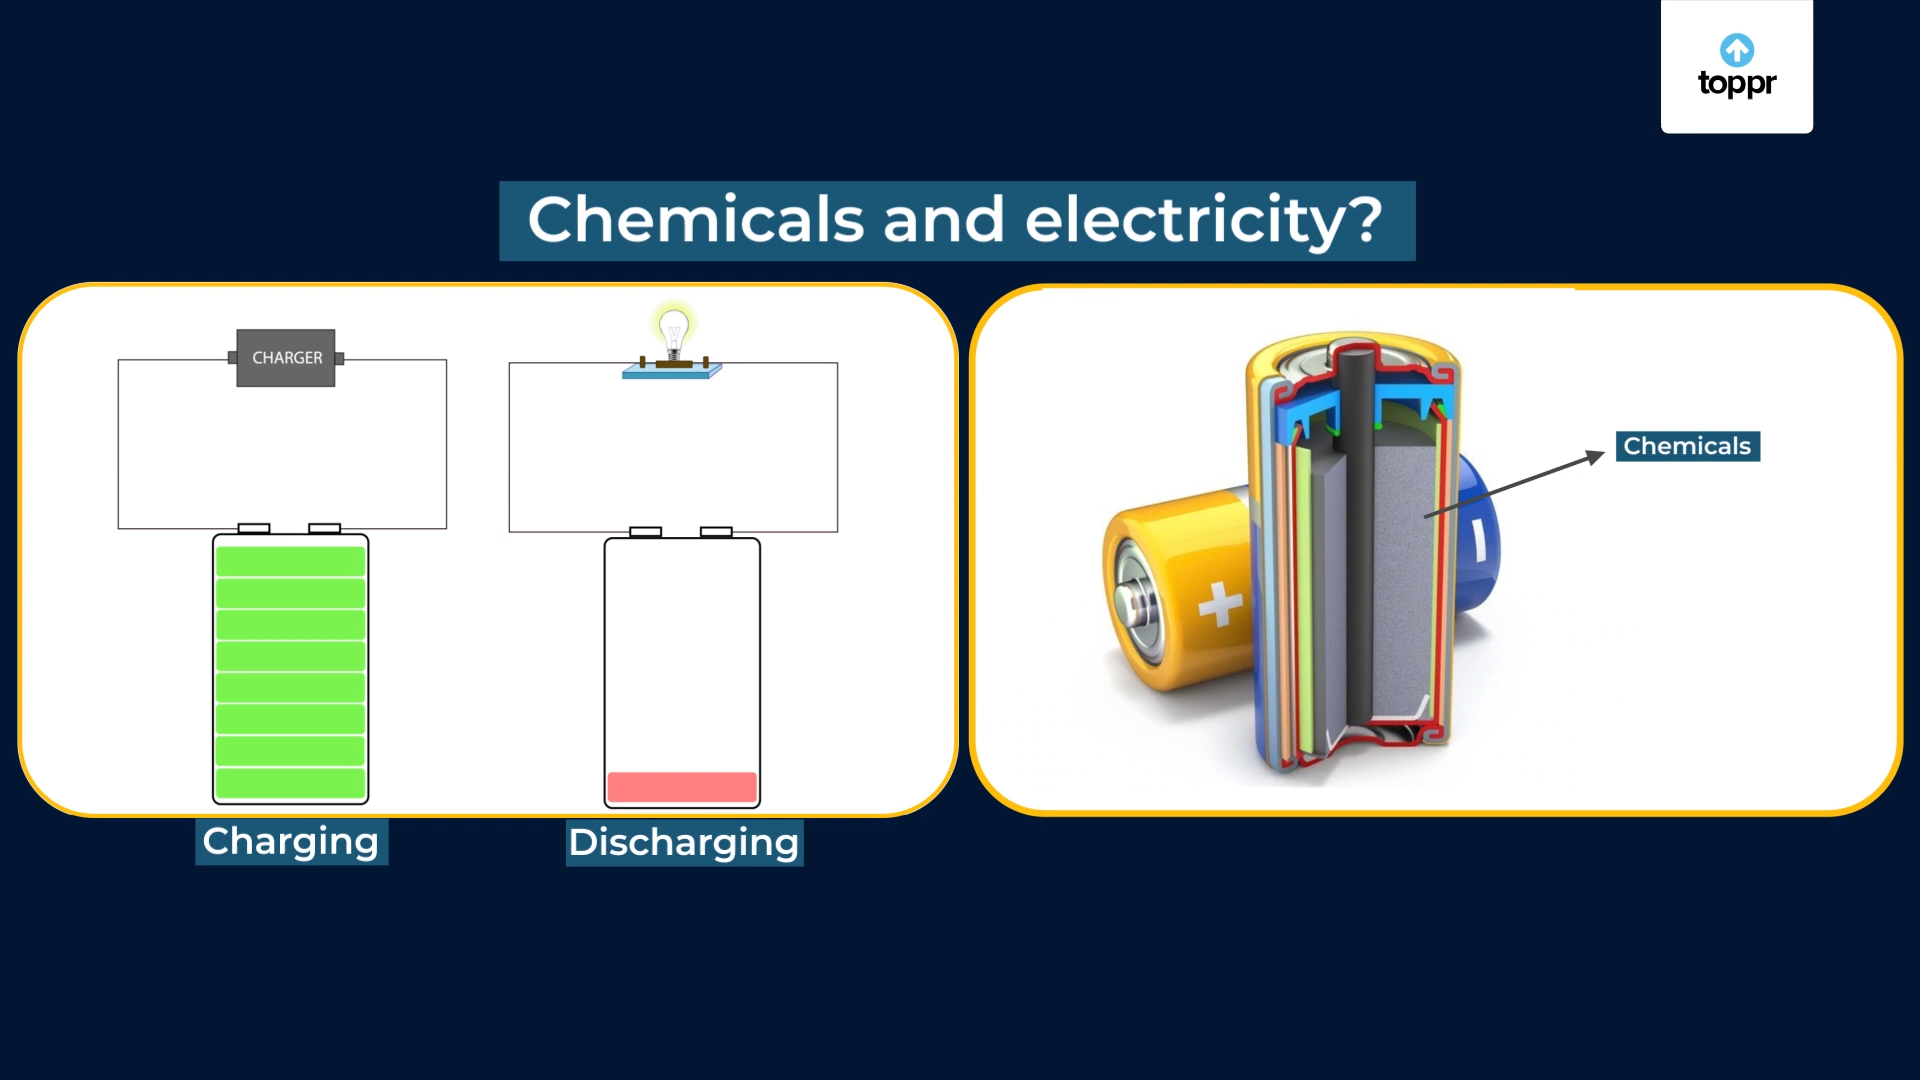 toppr
Chemicals and electricity?
CHARGER
Chemicals
+
-
Charging
Discharging